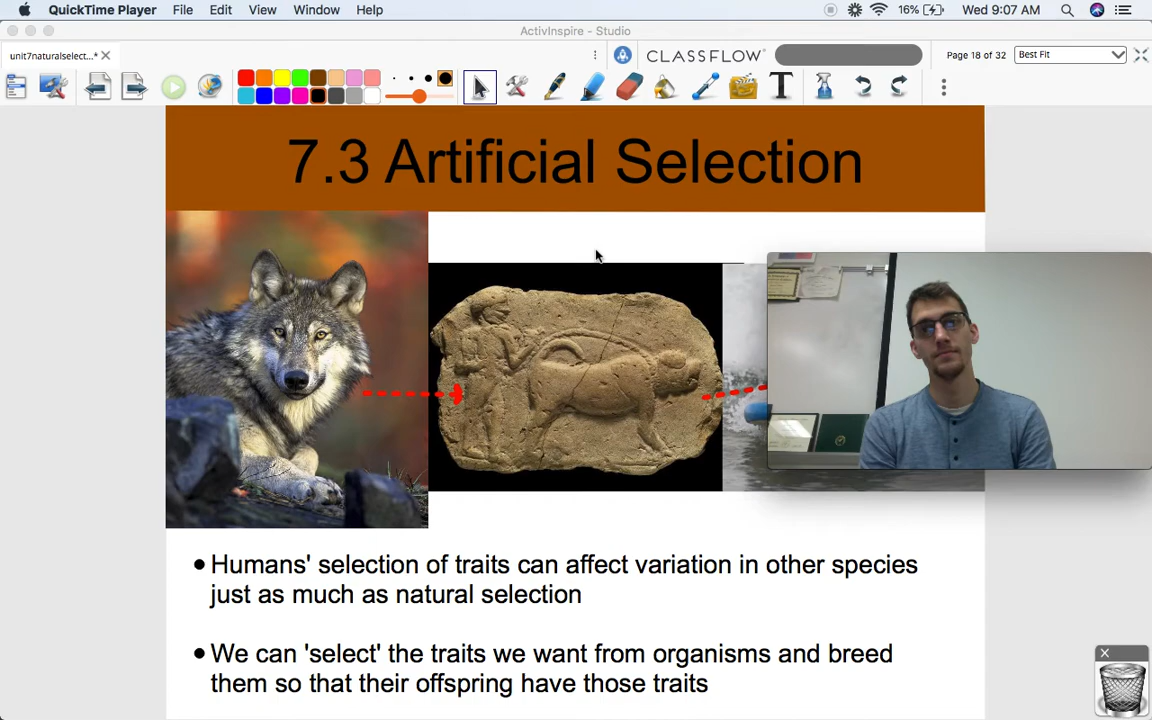 QuickTime Player File Edit View Window Help 16% Wed 9:07 AM
ActivInspire - Studio
unit7naturalselect...*
CLASSFLOW
Page 18 of 32
Best Fit
T
7.3 Artificial Selection
•Humans' selection of traits can affect variation in other species
just as much as natural selection
•We can 'select' the traits we want from organisms and breed
them so that their offspring have those traits